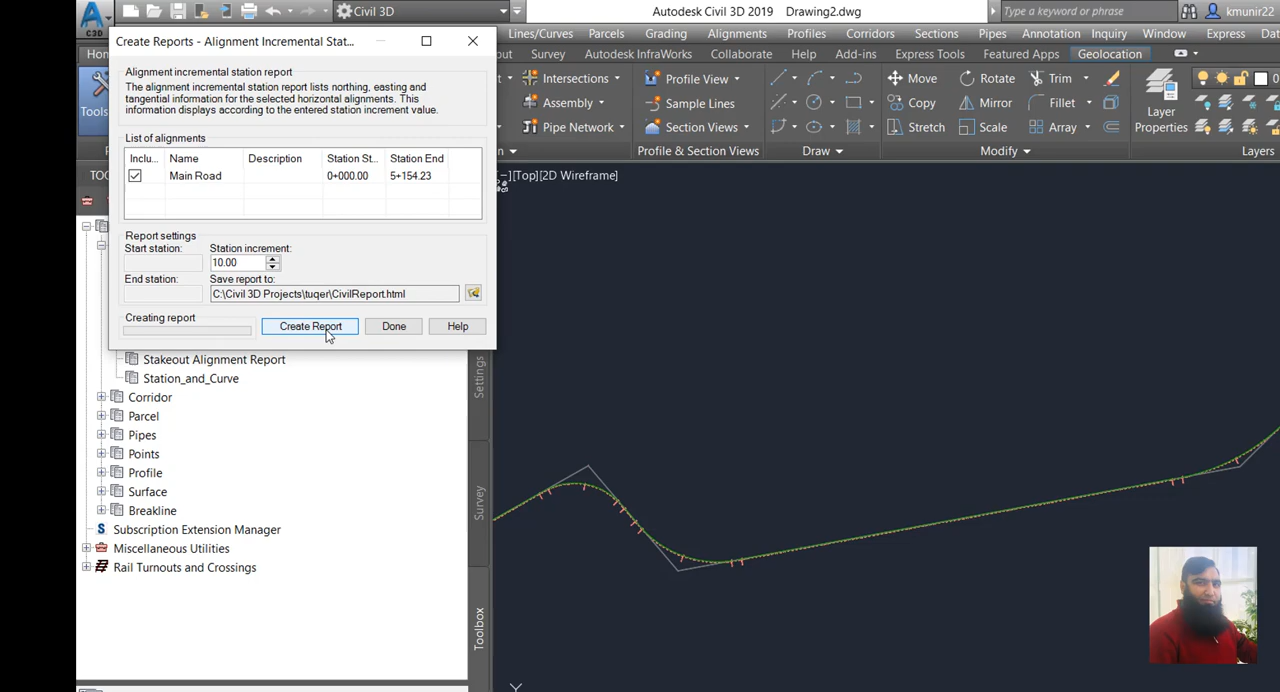 Civil 3D
Autodesk Civil 3D 2019 Drawing2.dwg
Type a keyword or phrase
kmunir22
C3D
Create Reports - Alignment Incremental Stat...
Hom
out
Lines/Curves Parcels Grading Alignments Profiles Corridors Sections Pipes Annotation Inquiry Window Express Dat
Survey Autodesk InfraWorks Collaborate Help Add-ins Express Tools Featured Apps Geolocation
Tools
Intersections
Assembly
Pipe Network
Profile View
Sample Lines
Section Views
Profile & Section Views
Draw
Move Rotate Trim
Copy Mirror Fillet
Stretch Scale Array
Modify
Layer
Properties
0
Layers
Alignment incremental station report
The alignment incremental station report lists northing, easting and
tangential information for the selected horizontal alignments. This
information displays according to the entered station increment value.
List of alignments
Inclu... Name Description Station St... Station End
Main Road 0+000.00 5+154.23
Report settings
Start station: Station increment:
10.00
End station: Save report to:
C:\Civil 3D Projects\tuqer\CivilReport.html
Creating report
Create Report Done Help
TOO
[-][Top][2D Wireframe]
Stakeout Alignment Report
Station_and_Curve
Corridor
Parcel
Pipes
Points
Profile
Surface
Breakline
Subscription Extension Manager
Miscellaneous Utilities
Rail Turnouts and Crossings
Settings
Survey
Toolbox
Y